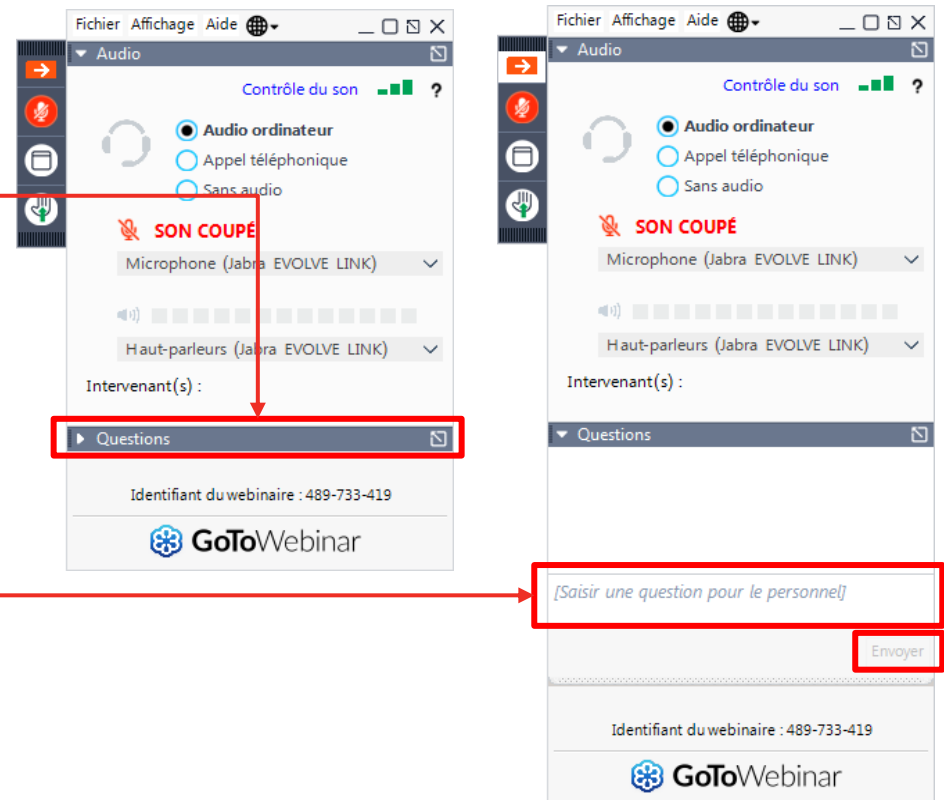 Fichier Affichage Aide
Audio
Contrôle du son ?
Audio ordinateur
Appel téléphonique
Sans audio
SON COUPÉ
Microphone (Jabra EVOLVE LINK)
Haut-parleurs (Jabra EVOLVE LINK)
Intervenant(s) :
Questions
Identifiant du webinaire : 489-733-419
GoToWebinar
Fichier Affichage Aide
Audio
Contrôle du son ?
Audio ordinateur
Appel téléphonique
Sans audio
SON COUPÉ
Microphone (Jabra EVOLVE LINK)
Haut-parleurs (Jabra EVOLVE LINK)
Intervenant(s) :
Questions
[Saisir une question pour le personnel]
Envoyer
Identifiant du webinaire : 489-733-419
GoToWebinar